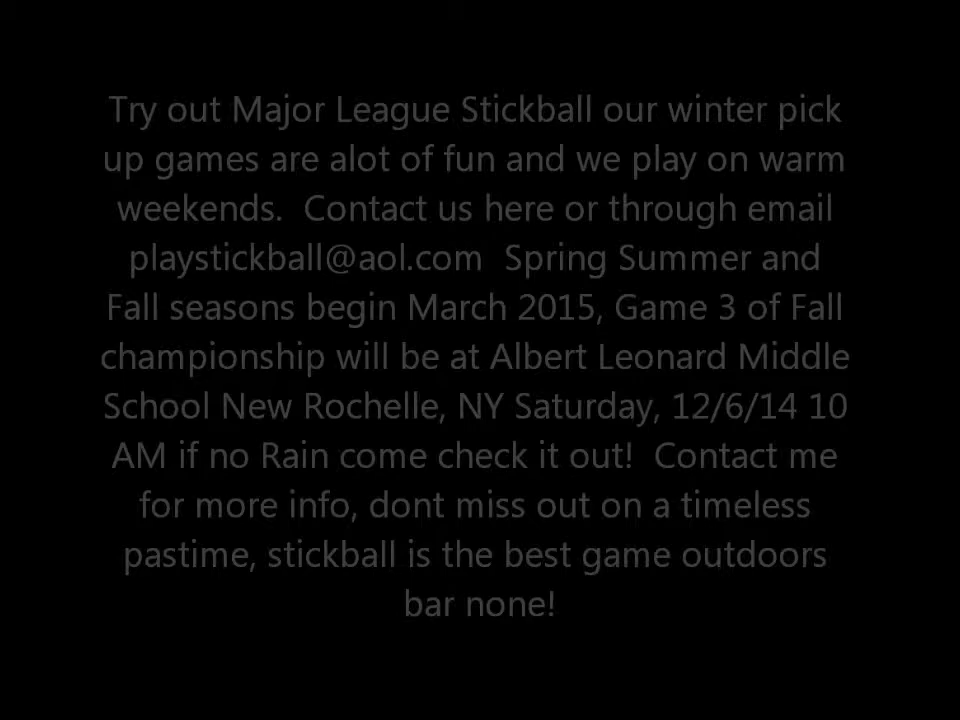 Try out Major League Stickball our winter pick
up games are alot of fun and we play on warm
weekends.  Contact us here or through email
playstickball@aol.com  Spring Summer and
Fall seasons begin March 2015, Game 3 of Fall
championship will be at Albert Leonard Middle
School New Rochelle, NY Saturday, 12/6/14 10
AM if no Rain come check it out!  Contact me
for more info, dont miss out on a timeless
pastime, stickball is the best game outdoors
bar none!